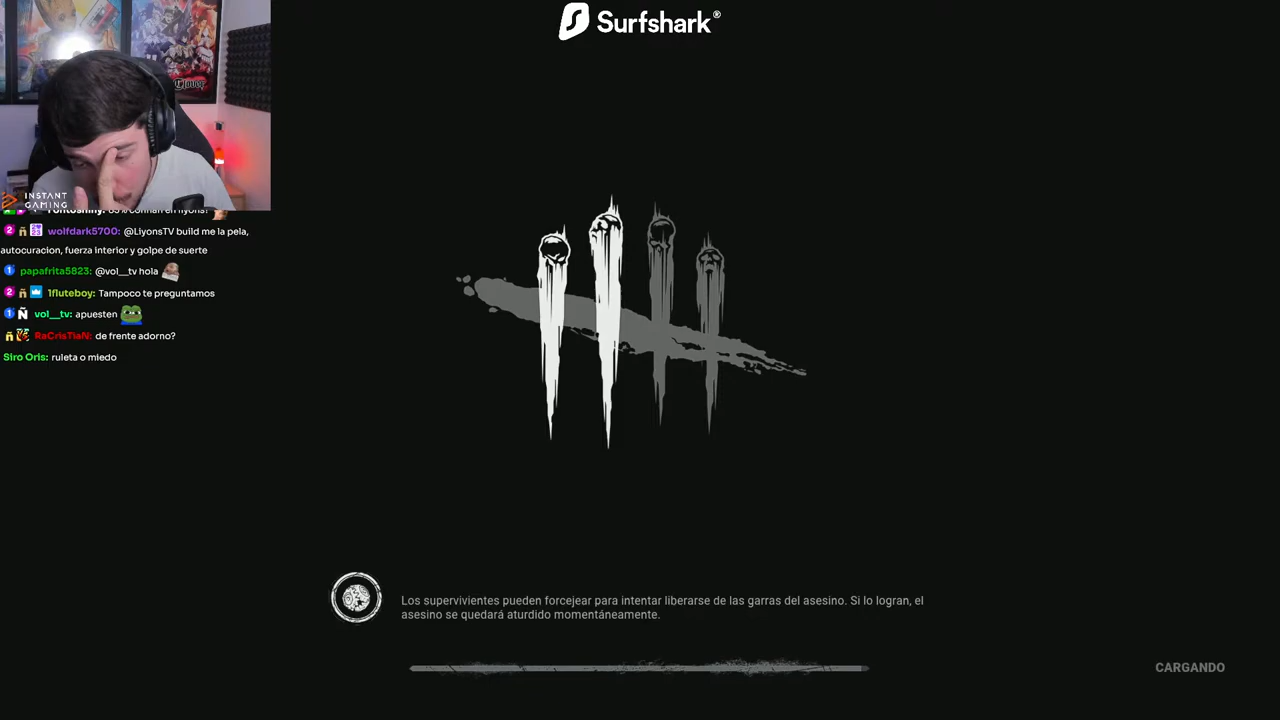 Surfshark®
INSTANT
GAMING
wolfdark5700: @LiyonsTV build me la pela,
autocuracion, fuerza interior y golpe de suerte
papafrita5823: @vol__tv hola
1fluteboy: Tampoco te preguntamos
vol__tv: apuesten
RaCrisTiaN: de frente adorno?
Siro Oris: ruleta o miedo
Los supervivientes pueden forcejear para intentar liberarse de las garras del asesino. Si lo logran, el
asesino se quedará aturdido momentáneamente.
CARGANDO